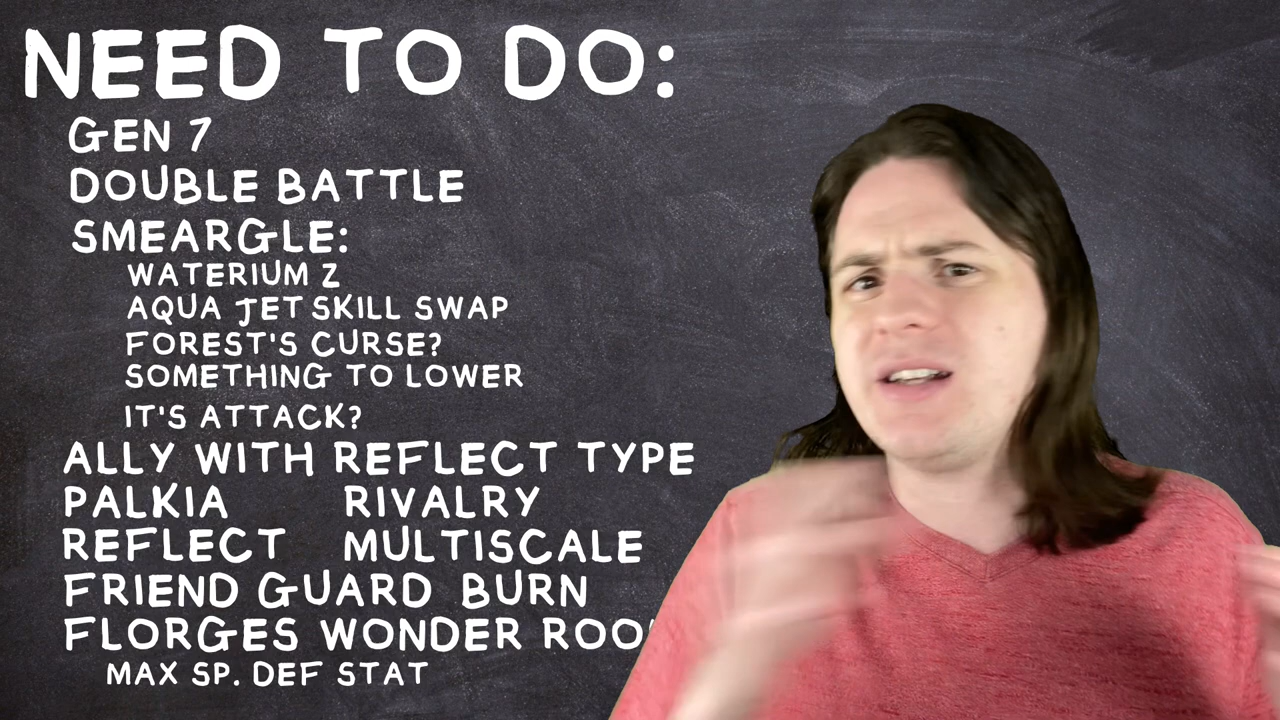 NEED TO DO:
GEN 7
DOUBLE BATTLE
SMEARGLE:
WATERIUM Z
AQUA JET SKILL SWAP
FOREST'S CURSE?
SOMETHING TO LOWER
IT'S ATTACK?
ALLY WITH REFLECT TYPE
PALKIA RIVALRY
REFLECT MULTISCALE
FRIEND GUARD BURN
FLORGES WONDER
MAX SP. DEF STAT